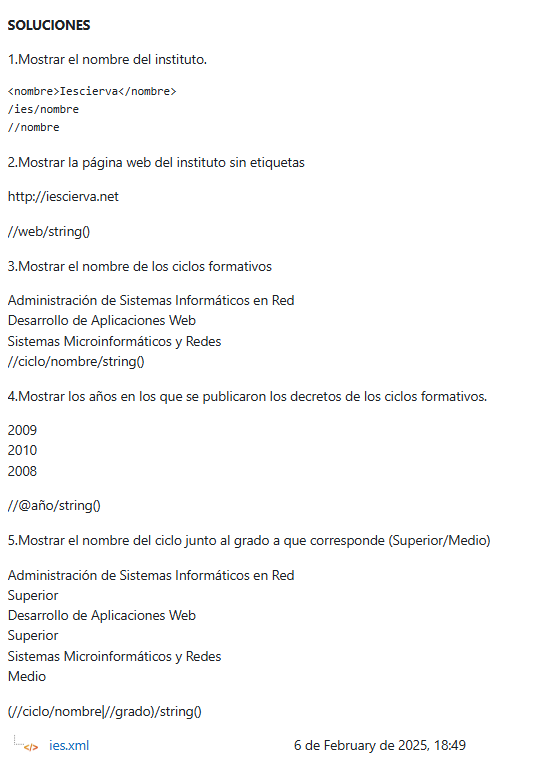 SOLUCIONES
1.Mostrar el nombre del instituto.
<nombre>Iescierva</nombre>
/ies/nombre
//nombre
2.Mostrar la página web del instituto sin etiquetas
http://iescierva.net
//web/string()
3.Mostrar el nombre de los ciclos formativos
Administración de Sistemas Informáticos en Red
Desarrollo de Aplicaciones Web
Sistemas Microinformáticos y Redes
//ciclo/nombre/string()
4.Mostrar los años en los que se publicaron los decretos de los ciclos formativos.
2009
2010
2008
//@año/string()
5.Mostrar el nombre del ciclo junto al grado a que corresponde (Superior/Medio)
Administración de Sistemas Informáticos en Red
Superior
Desarrollo de Aplicaciones Web
Superior
Sistemas Microinformáticos y Redes
Medio
(//ciclo/nombre|//grado)/string()
ies.xml 6 de February de 2025, 18:49